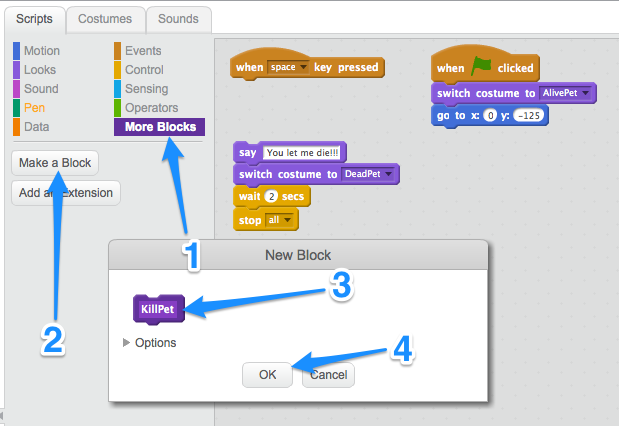 Scripts Costumes Sounds
Motion Events
Looks Control
Sound Sensing
Pen Operators
Data More Blocks
Make a Block
Add an Extension
when space key pressed
when clicked
switch costume to AlivePet
go to x: 0 y: -125
say You let me die!!!
switch costume to DeadPet
wait 2 secs
stop all
1
2
New Block
KillPet
3
Options
4
OK Cancel